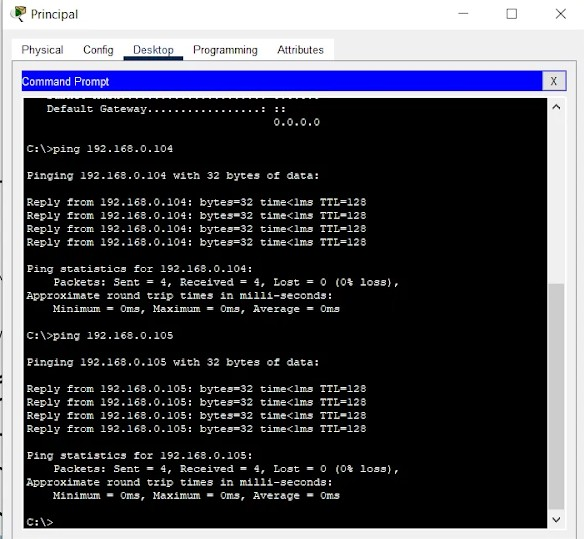 Principal
Physical Config Desktop Programming Attributes
Command Prompt X
Default Gateway.................: ::
0.0.0.0
C:\>ping 192.168.0.104
Pinging 192.168.0.104 with 32 bytes of data:
Reply from 192.168.0.104: bytes=32 time<1ms TTL=128
Reply from 192.168.0.104: bytes=32 time<1ms TTL=128
Reply from 192.168.0.104: bytes=32 time<1ms TTL=128
Reply from 192.168.0.104: bytes=32 time<1ms TTL=128
Ping statistics for 192.168.0.104:
Packets: Sent = 4, Received = 4, Lost = 0 (0% loss),
Approximate round trip times in milli-seconds:
Minimum = 0ms, Maximum = 0ms, Average = 0ms
C:\>ping 192.168.0.105
Pinging 192.168.0.105 with 32 bytes of data:
Reply from 192.168.0.105: bytes=32 time<1ms TTL=128
Reply from 192.168.0.105: bytes=32 time<1ms TTL=128
Reply from 192.168.0.105: bytes=32 time<1ms TTL=128
Reply from 192.168.0.105: bytes=32 time<1ms TTL=128
Ping statistics for 192.168.0.105:
Packets: Sent = 4, Received = 4, Lost = 0 (0% loss),
Approximate round trip times in milli-seconds:
Minimum = 0ms, Maximum = 0ms, Average = 0ms
C:\>